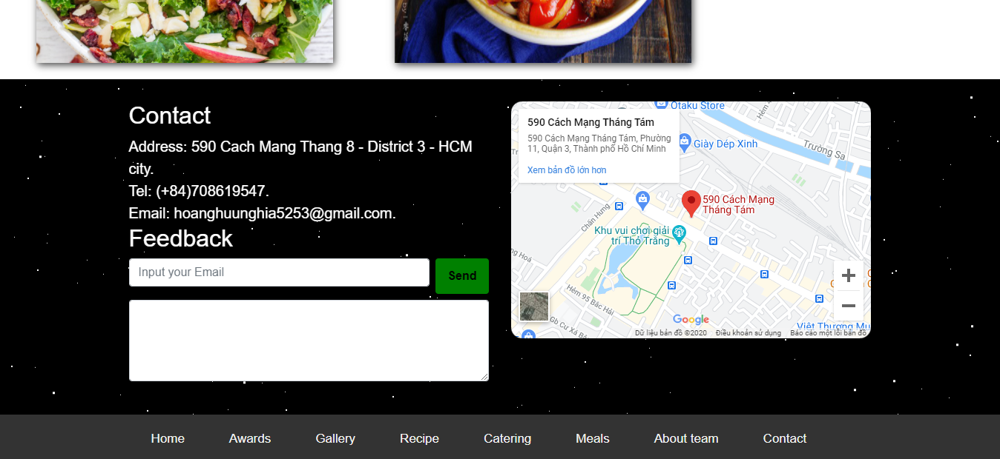 Contact
Address: 590 Cach Mang Thang 8 - District 3 - HCM
city.
Tel: (+84)708619547.
Email: hoanghuunghia5253@gmail.com.
Feedback
Input your Email
Send
590 Cách Mạng Tháng Tám
590 Cách Mạng Tháng Tám, Phường
11, Quận 3, Thành phố Hồ Chí Minh
Xem bản đồ lớn hơn
Otaku Store
Giày Dép Xinh
Trường Sa
590 Cách Mạng
Tháng Tám
Chấn Hưng
Khu vui chơi giải
trí Thỏ Trắng
Hẻm 95 Bắc Hải
Google
Việt Thương Mu
Dữ liệu bản đồ ©2020
Điều khoản sử dụng
Báo cáo một lỗi bản đồ
Home
Awards
Gallery
Recipe
Catering
Meals
About team
Contact